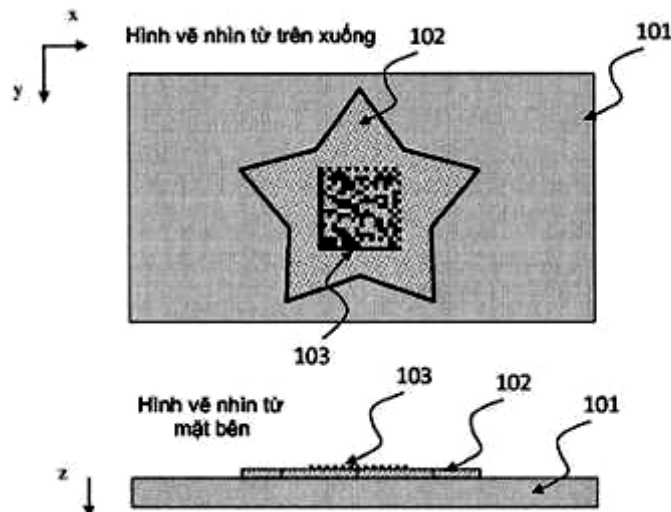 x
Hình vẽ nhìn từ trên xuống
102
101
y
103
103
102
Hình vẽ nhìn từ
mặt bên
101
z